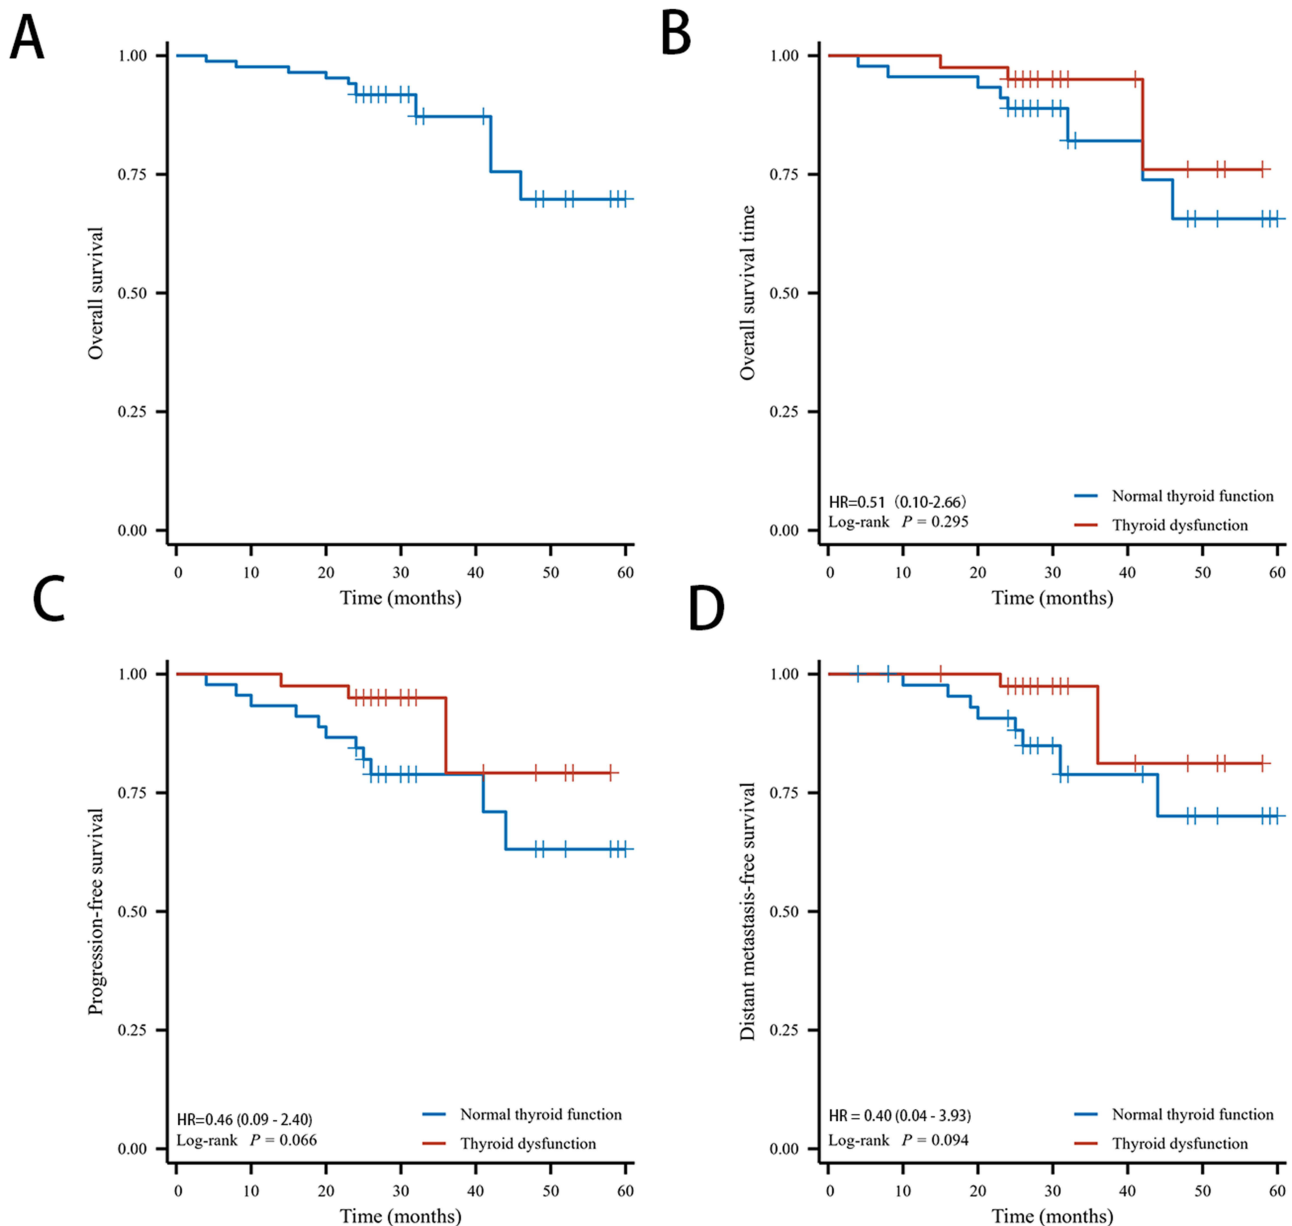 A
1.00
0.75
0.50
0.25
0.00
Overall survival
0 10 20 30 40 50 60
Time (months)
B
1.00
0.75
0.50
0.25
0.00
Overall survival time
HR=0.51 (0.10-2.66)
Log-rank P = 0.295
Normal thyroid function
Thyroid dysfunction
0 10 20 30 40 50 60
Time (months)
C
1.00
0.75
0.50
0.25
0.00
Progression-free survival
HR=0.46 (0.09 - 2.40)
Log-rank P = 0.066
Normal thyroid function
Thyroid dysfunction
0 10 20 30 40 50 60
Time (months)
D
1.00
0.75
0.50
0.25
0.00
Distant metastasis-free survival
HR = 0.40 (0.04 - 3.93)
Log-rank P = 0.094
Normal thyroid function
Thyroid dysfunction
0 10 20 30 40 50 60
Time (months)